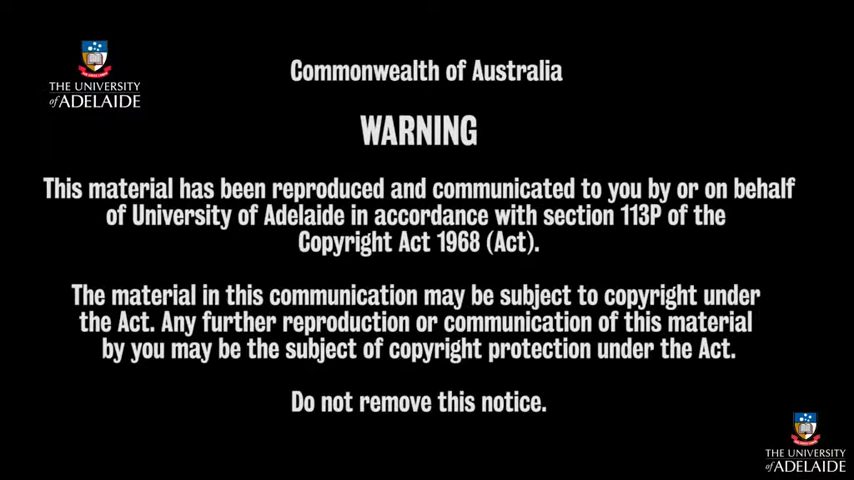 THE UNIVERSITY
of ADELAIDE
Commonwealth of Australia
WARNING
This material has been reproduced and communicated to you by or on behalf
of University of Adelaide in accordance with section 113P of the
Copyright Act 1968 (Act).
The material in this communication may be subject to copyright under
the Act. Any further reproduction or communication of this material
by you may be the subject of copyright protection under the Act.
Do not remove this notice.
THE UNIVERSITY
of ADELAIDE